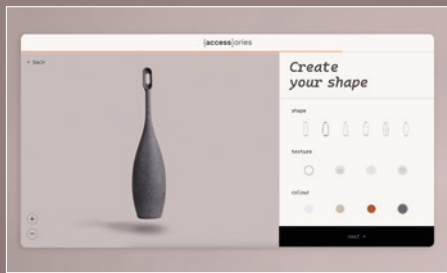 {access}ories
< back
Create
your shape
shape
texture
colour
next >